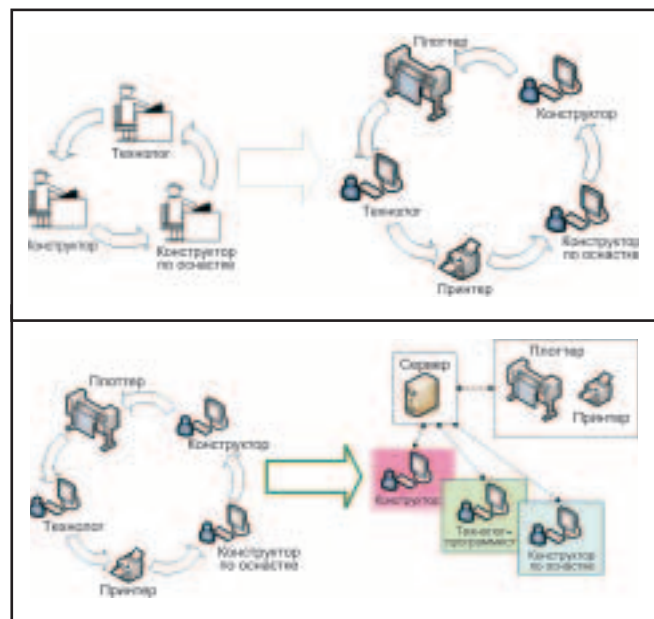 Технолог
Конструктор
Конструктор
по оснастке
Плоттер
Конструктор
Технолог
Конструктор
по оснастке
Принтер
Плоттер
Конструктор
Технолог
Конструктор
по оснастке
Принтер
Сервер
Плоттер
Принтер
Конструктор
Технолог-
программист
Конструктор
по оснастке